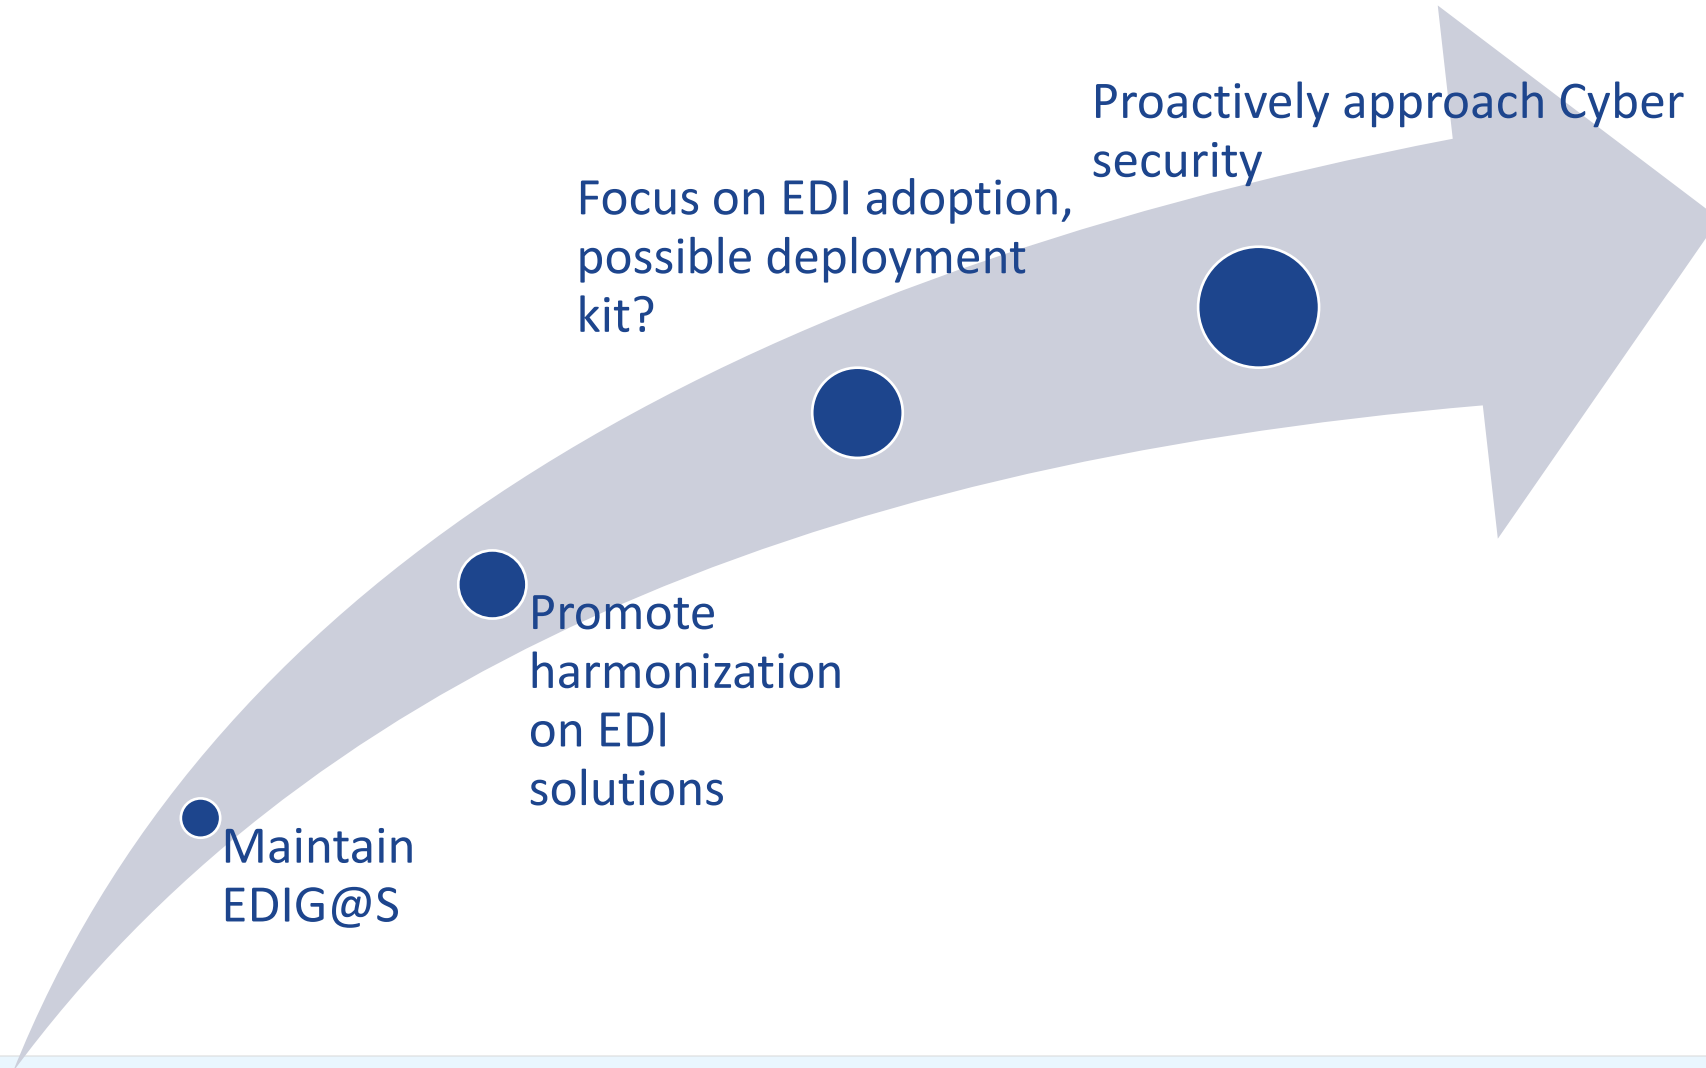 Proactively approach Cyber
security
Focus on EDI adoption,
possible deployment
kit?
Promote
harmonization
on EDI
solutions
Maintain
EDIG@S